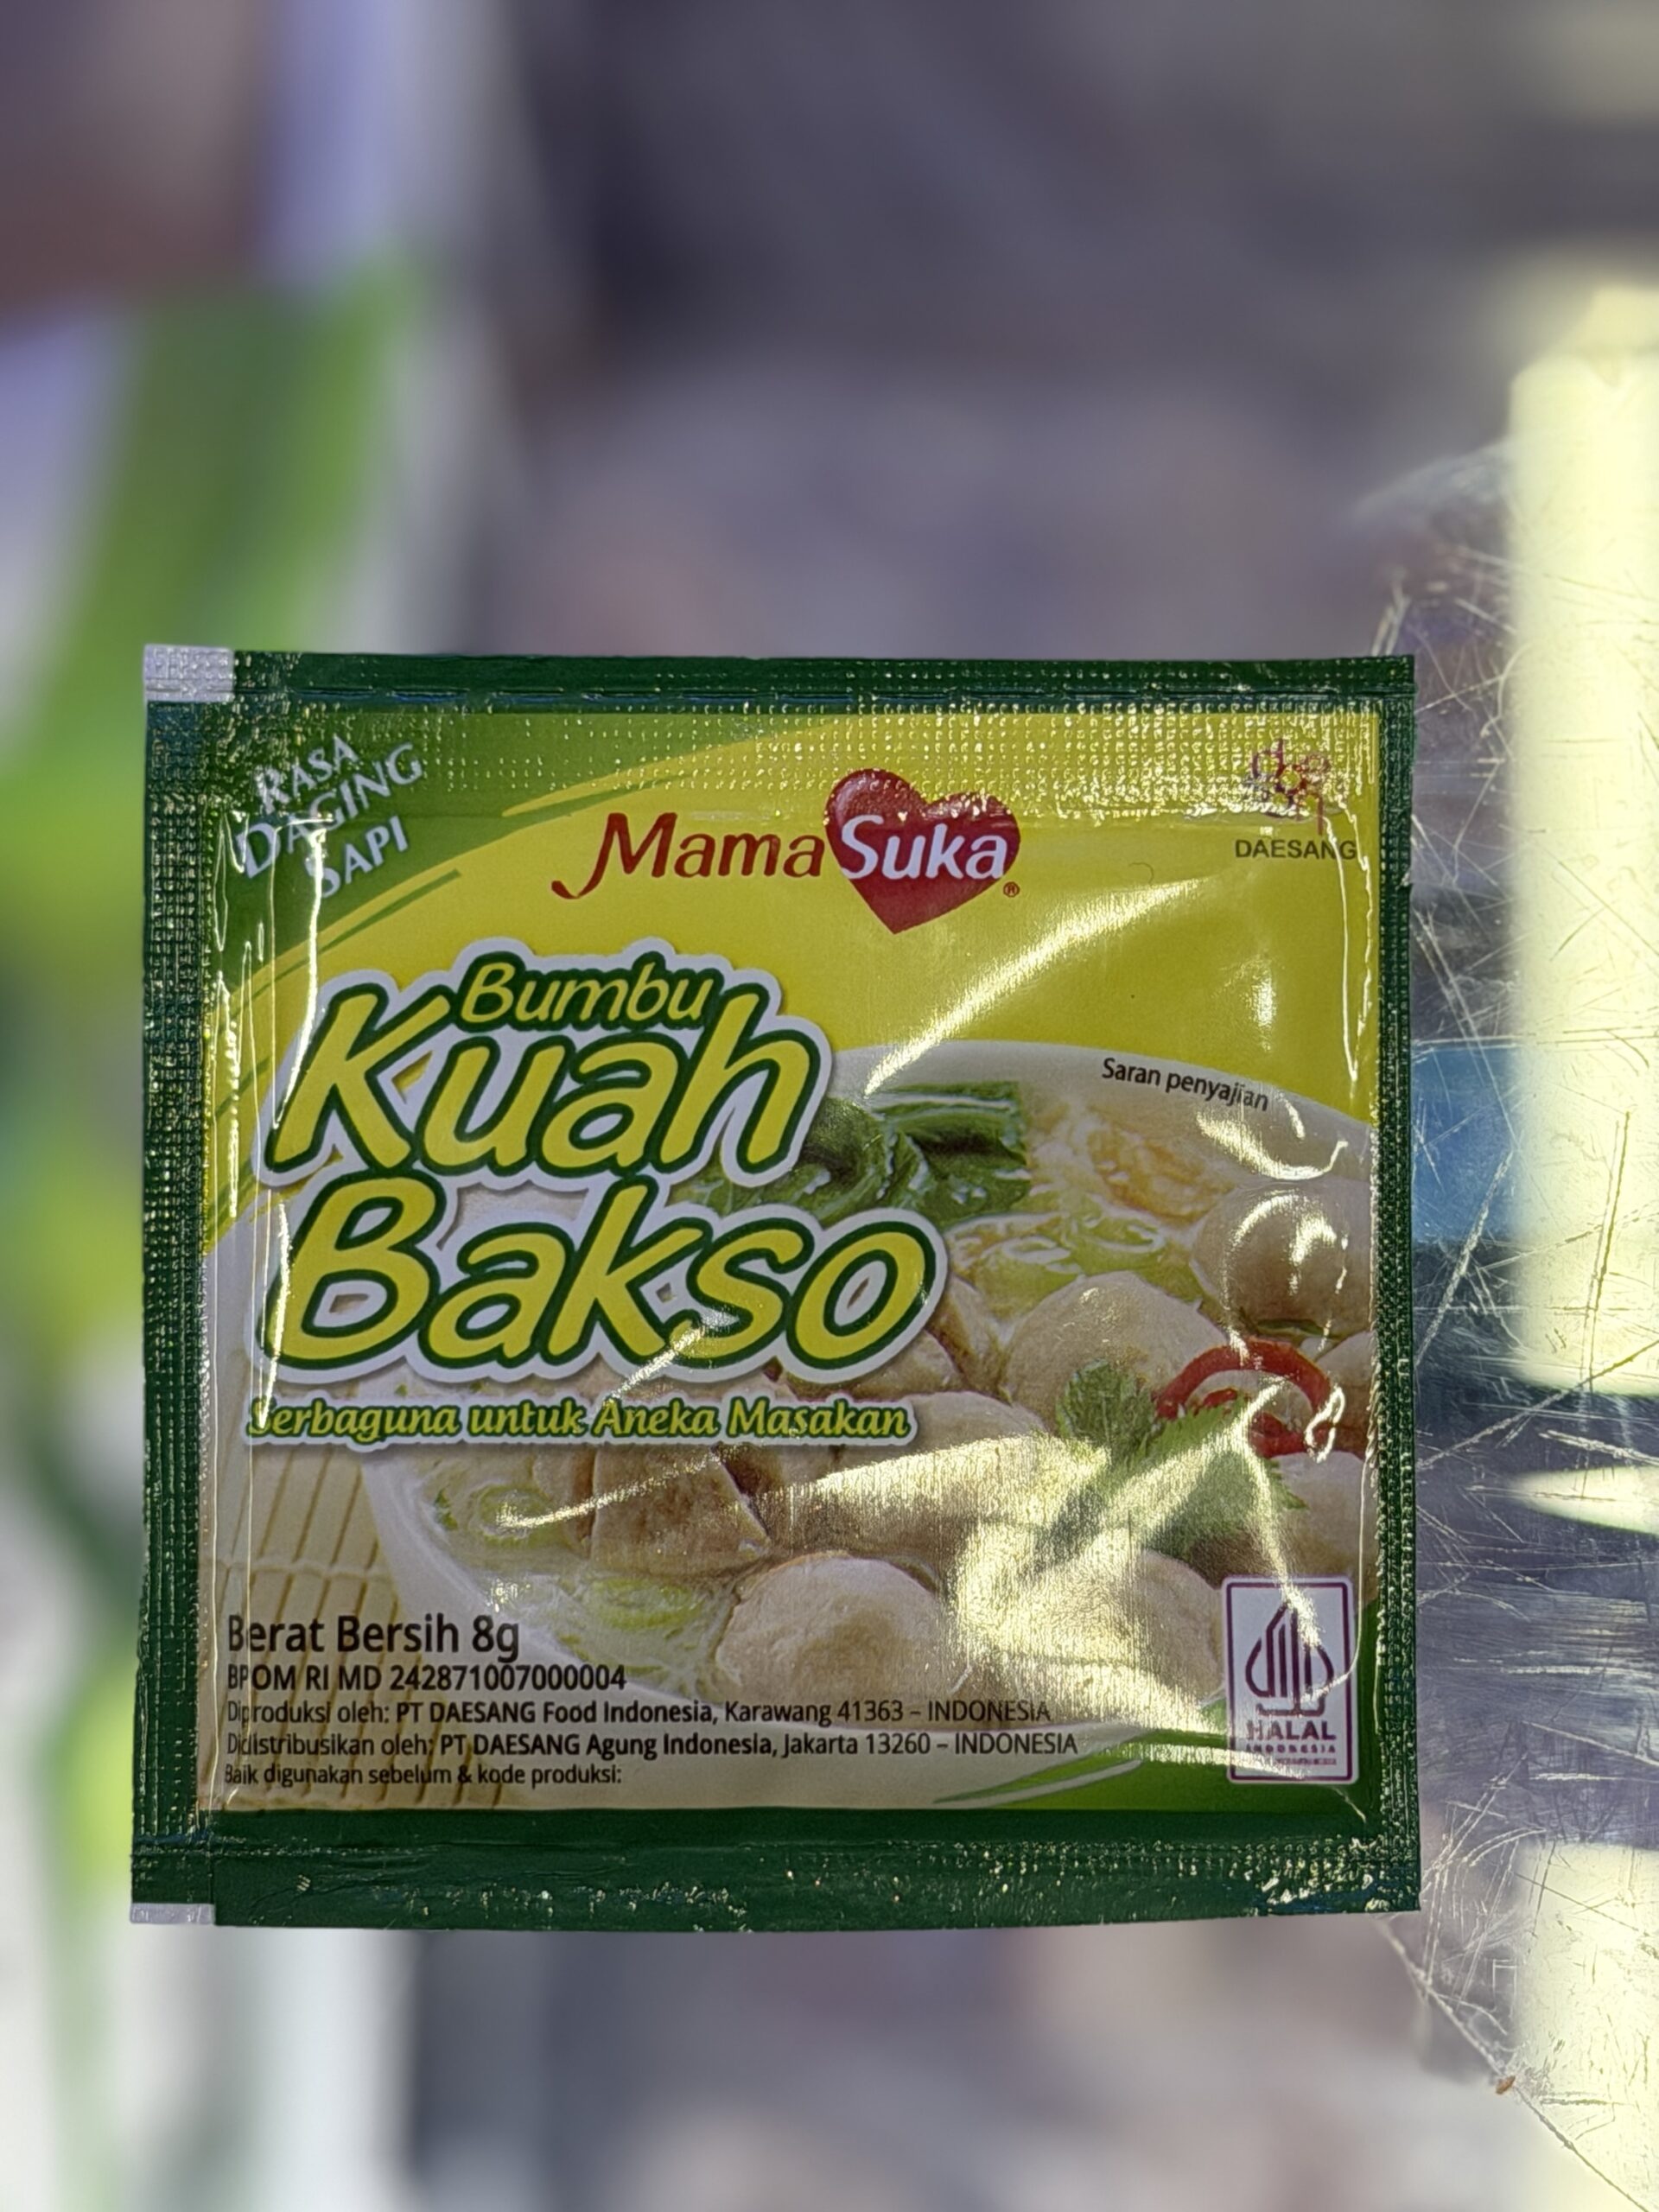 RASA
DAGING
SAPI
MamaSuka®
DAESANG
Bumbu
Kuah
Bakso
Serbaguna untuk Aneka Masakan
Saran penyajian
Berat Bersih 8g
BPOM RI MD 242871007000004
Diproduksi oleh: PT DAESANG Food Indonesia, Karawang 41363 – INDONESIA
Didistribusikan oleh: PT DAESANG Agung Indonesia, Jakarta 13260 – INDONESIA
Baik digunakan sebelum & kode produksi:
HALAL
INDONESIA